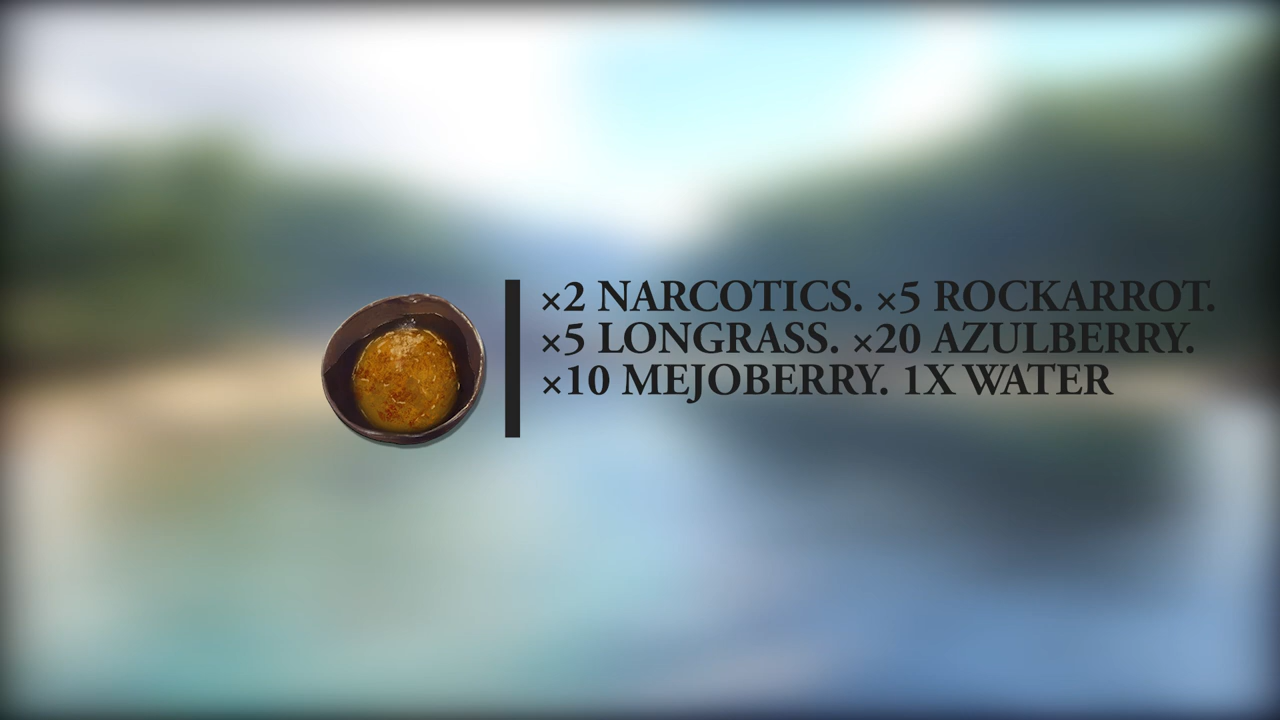 ×2 NARCOTICS. ×5 ROCKARROT.
×5 LONGRASS. ×20 AZULBERRY.
×10 MEJOBERRY. 1X WATER